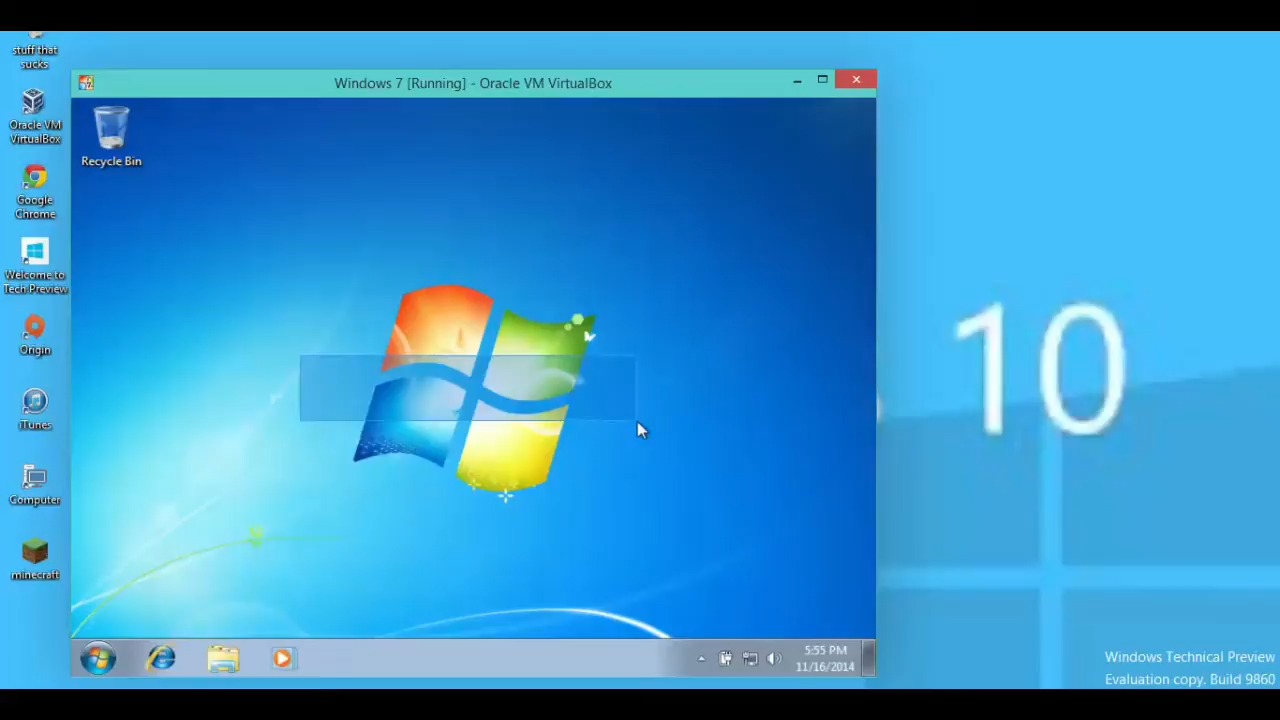 stuff that
sucks
Oracle VM
VirtualBox
Google
Chrome
Welcome to
Tech Preview
Origin
iTunes
Computer
minecraft
Windows 7 [Running] - Oracle VM VirtualBox
Recycle Bin
5:55 PM
11/16/2014
10
Windows Technical Preview
Evaluation copy. Build 9860